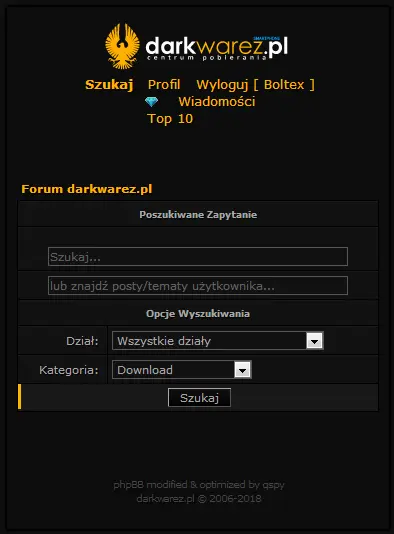 SMARTPHONE
darkwarez.pl
centrum pobierania
Szukaj Profil Wyloguj [ Boltex ]
Wiadomości
Top 10
Forum darkwarez.pl
Poszukiwane Zapytanie
Szukaj...
lub znajdź posty/tematy użytkownika...
Opcje Wyszukiwania
Dział: Wszystkie działy
Kategoria: Download
Szukaj
phpBB modified & optimized by qspy
darkwarez.pl © 2006-2018